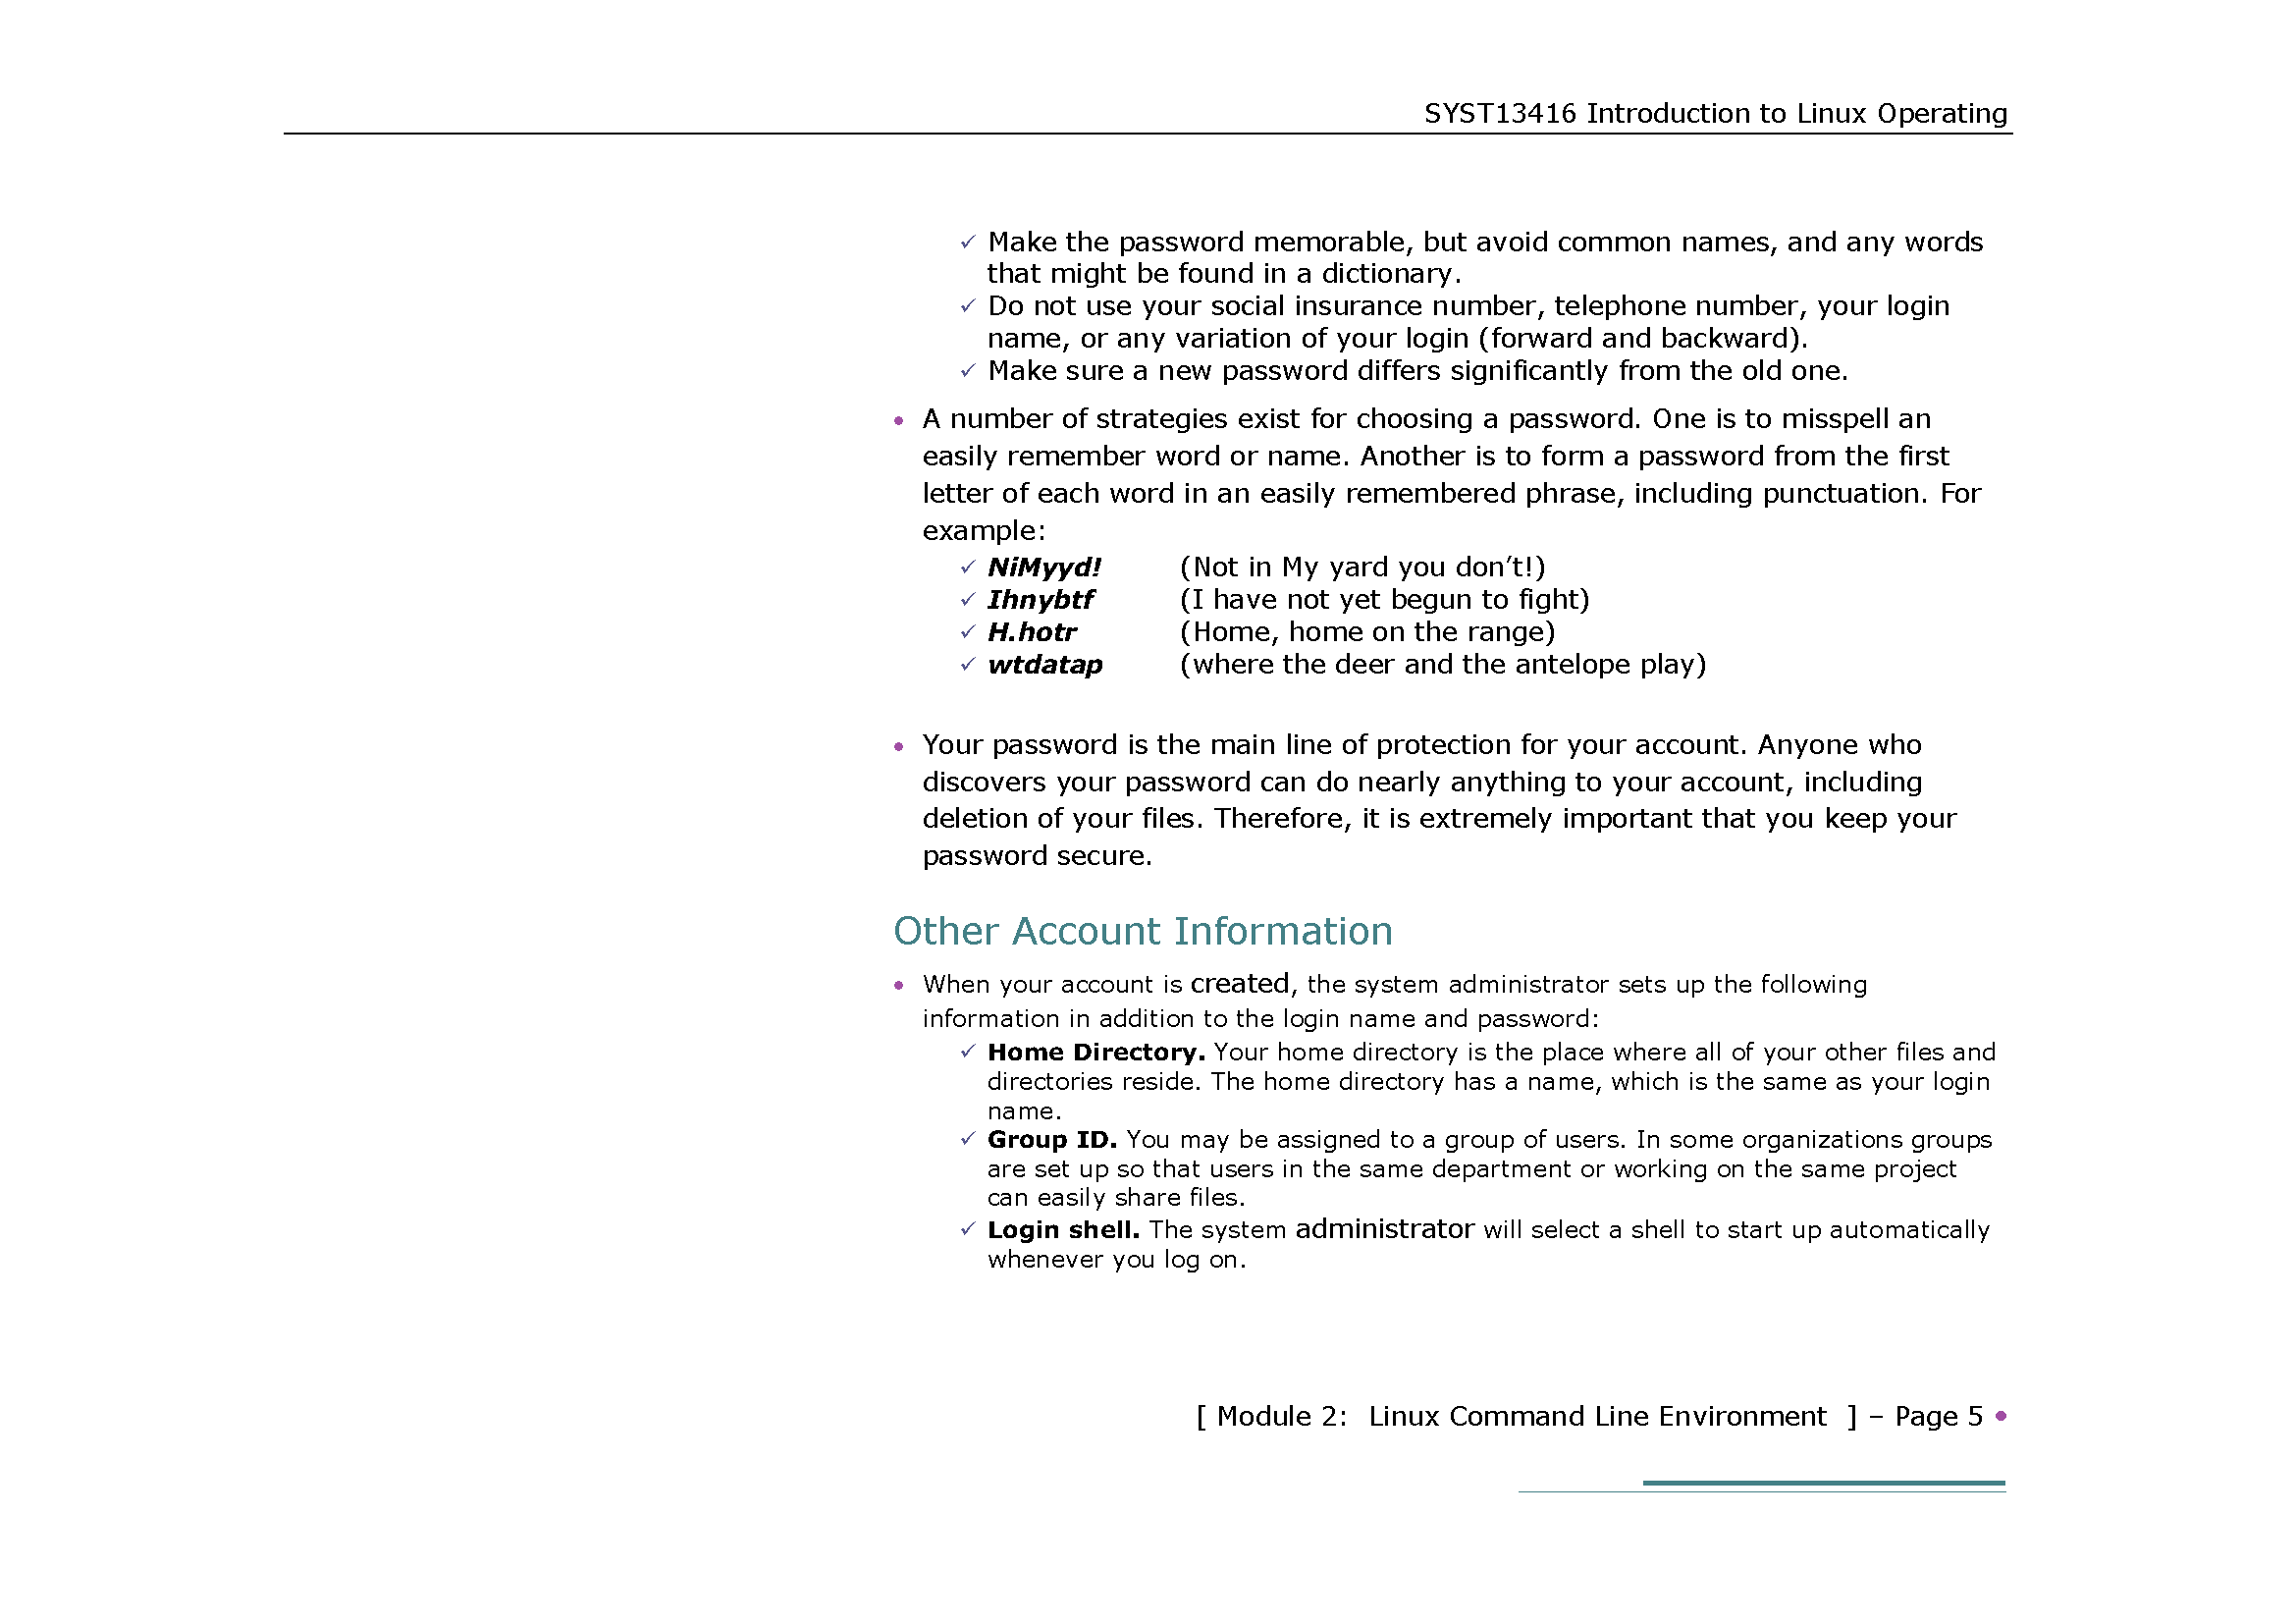 SYST13416 Introduction to Linux Operating
✓ Make the password memorable, but avoid common names, and any words
that might be found in a dictionary.
✓ Do not use your social insurance number, telephone number, your login
name, or any variation of your login (forward and backward).
✓ Make sure a new password differs significantly from the old one.
• A number of strategies exist for choosing a password. One is to misspell an
easily remember word or name. Another is to form a password from the first
letter of each word in an easily remembered phrase, including punctuation. For
example:
✓ NiMyyd! (Not in My yard you don’t!)
✓ Ihnybtf (I have not yet begun to fight)
✓ H.hotr (Home, home on the range)
✓ wtdatap (where the deer and the antelope play)
• Your password is the main line of protection for your account. Anyone who
discovers your password can do nearly anything to your account, including
deletion of your files. Therefore, it is extremely important that you keep your
password secure.
Other Account Information
• When your account is created, the system administrator sets up the following
information in addition to the login name and password:
✓ Home Directory. Your home directory is the place where all of your other files and
directories reside. The home directory has a name, which is the same as your login
name.
✓ Group ID. You may be assigned to a group of users. In some organizations groups
are set up so that users in the same department or working on the same project
can easily share files.
✓ Login shell. The system administrator will select a shell to start up automatically
whenever you log on.
[ Module 2: Linux Command Line Environment ] – Page 5 •